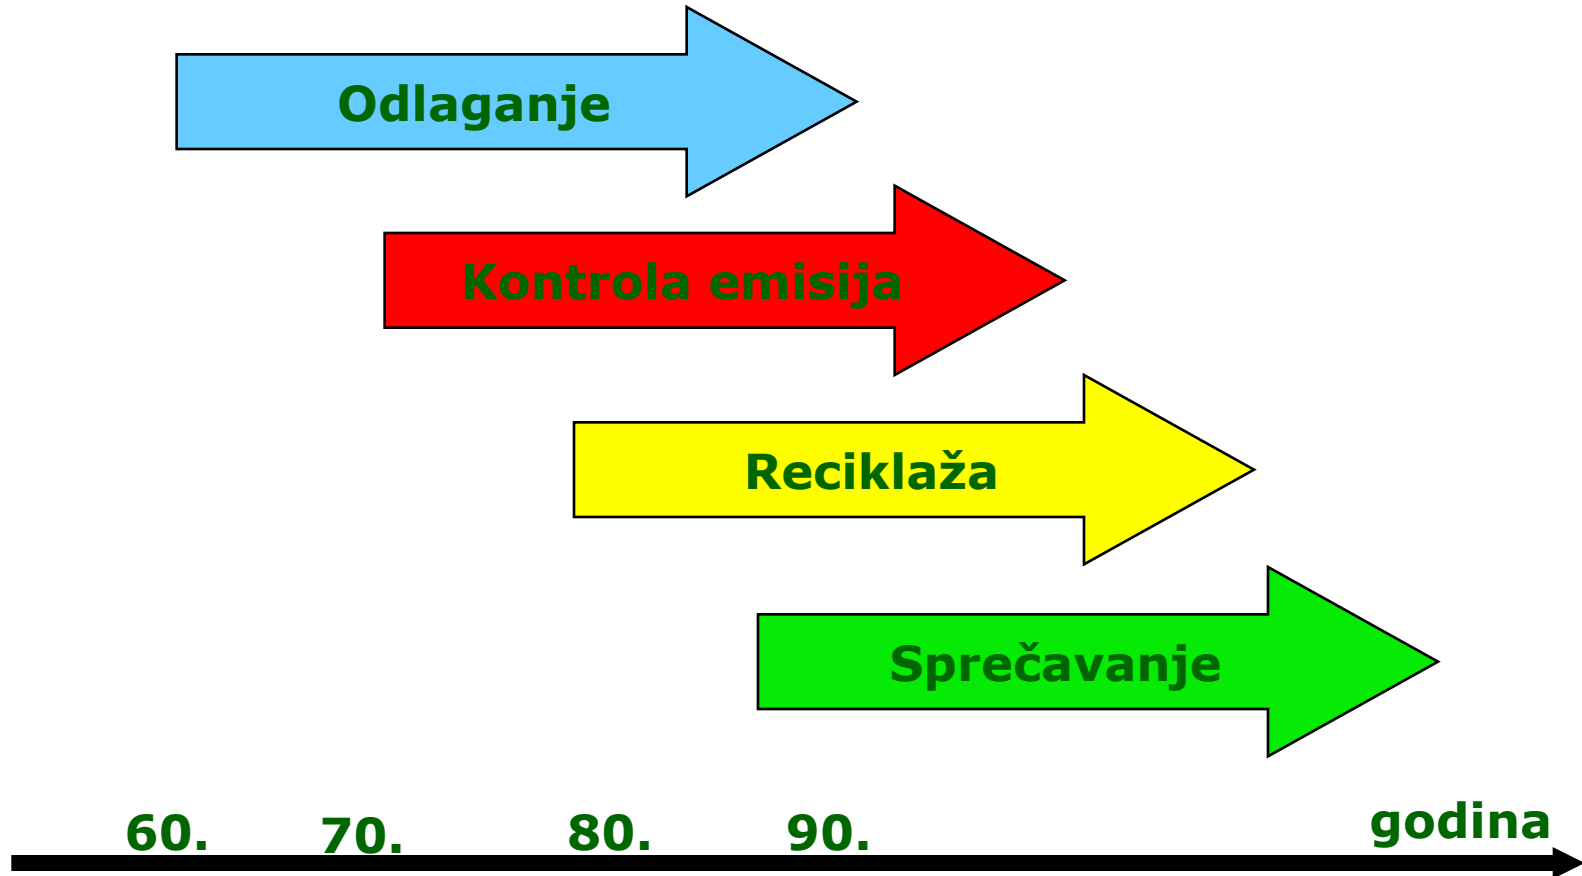 Odlaganje
Kontrola emisija
Reciklaža
Sprečavanje
60. 70. 80. 90. godina